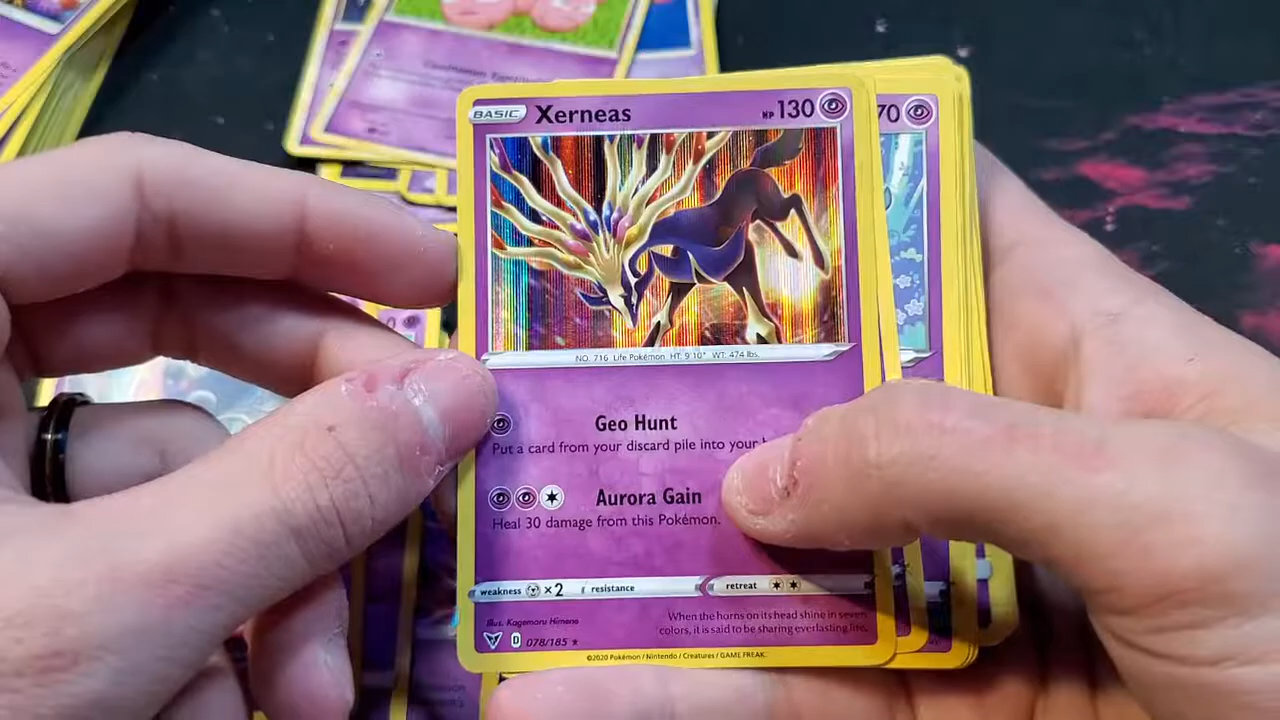 BASIC Xerneas HP 130
70
NO. 716 Life Pokémon HT: 9'10" WT: 474 lbs.
Geo Hunt
Put a card from your discard pile into your
Aurora Gain
Heal 30 damage from this Pokémon.
weakness ×2 resistance retreat
Illus. Kagemaru Himeno
When the horns on its head shine in seven
colors, it is said to be sharing everlasting life.
D 078/185 ★
©2020 Pokémon / Nintendo / Creatures / GAME FREAK